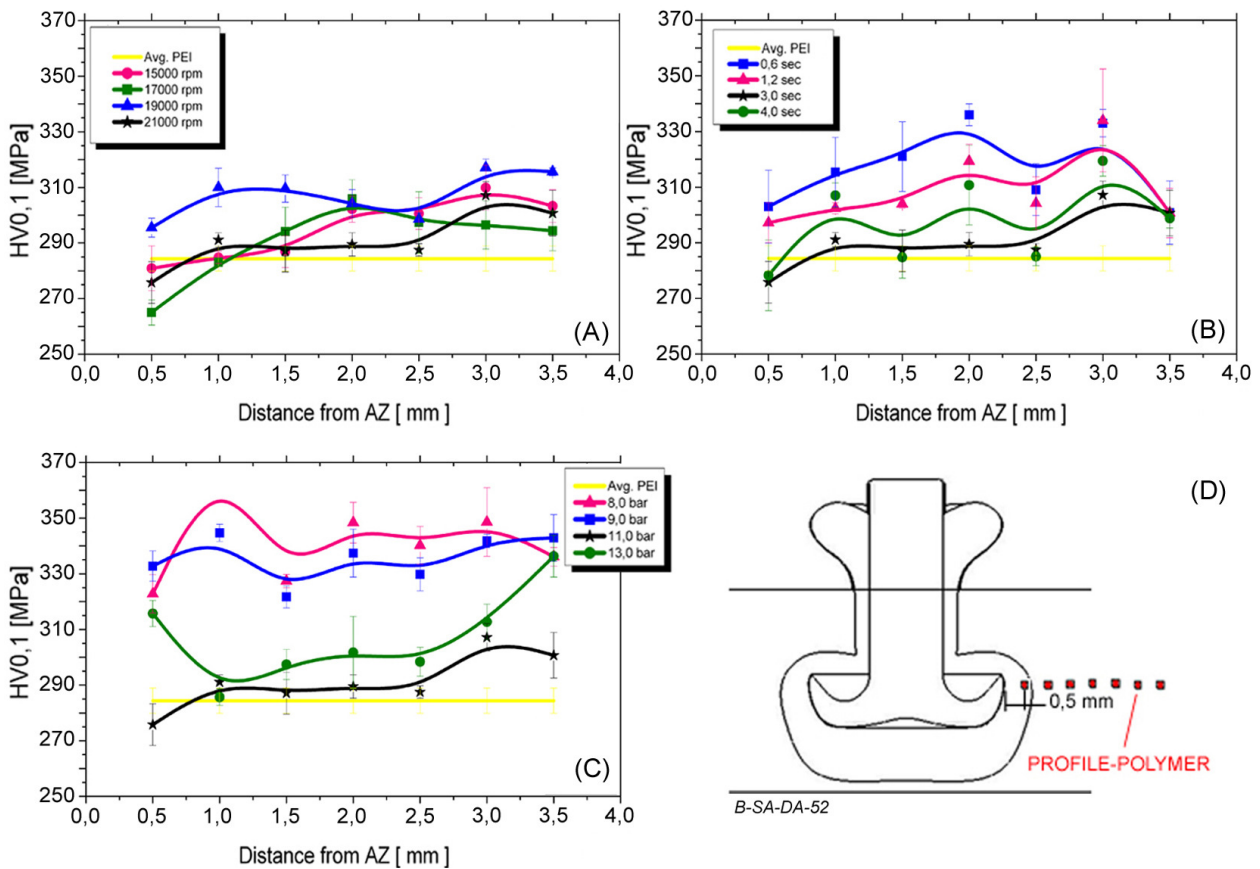 370
350
330
310
290
270
250
HV0,1 [MPa]
Avg. PEI
15000 rpm
17000 rpm
19000 rpm
21000 rpm
(A)
0,0 0,5 1,0 1,5 2,0 2,5 3,0 3,5 4,0
Distance from AZ [ mm ]
370
350
330
310
290
270
250
HV0,1 [MPa]
Avg. PEI
0,6 sec
1,2 sec
3,0 sec
4,0 sec
(B)
0,0 0,5 1,0 1,5 2,0 2,5 3,0 3,5 4,0
Distance from AZ [ mm ]
370
350
330
310
290
270
250
HV0,1 [MPa]
Avg. PEI
8,0 bar
9,0 bar
11,0 bar
13,0 bar
(C)
0,0 0,5 1,0 1,5 2,0 2,5 3,0 3,5 4,0
Distance from AZ [ mm ]
(D)
0,5 mm
PROFILE-POLYMER
B-SA-DA-52